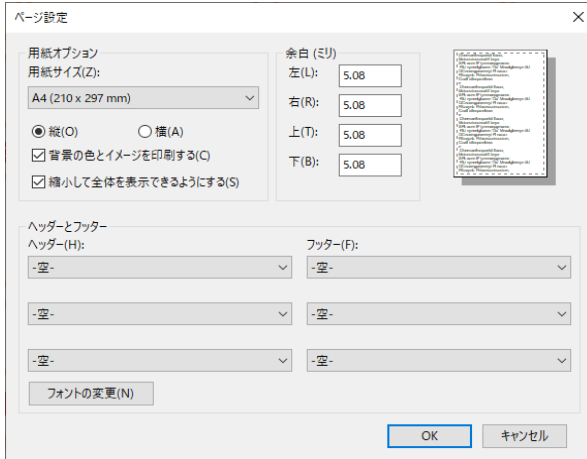 ページ設定
用紙オプション
用紙サイズ(Z):
A4 (210 x 297 mm)
縦(O)
横(A)
背景の色とイメージを印刷する(C)
縮小して全体を表示できるようにする(S)
余白 (ミリ)
左(L): 5.08
右(R): 5.08
上(T): 5.08
下(B): 5.08
ヘッダーとフッター
ヘッダー(H):
-空-
-空-
-空-
フッター(F):
-空-
-空-
-空-
フォントの変更(N)
OK
キャンセル